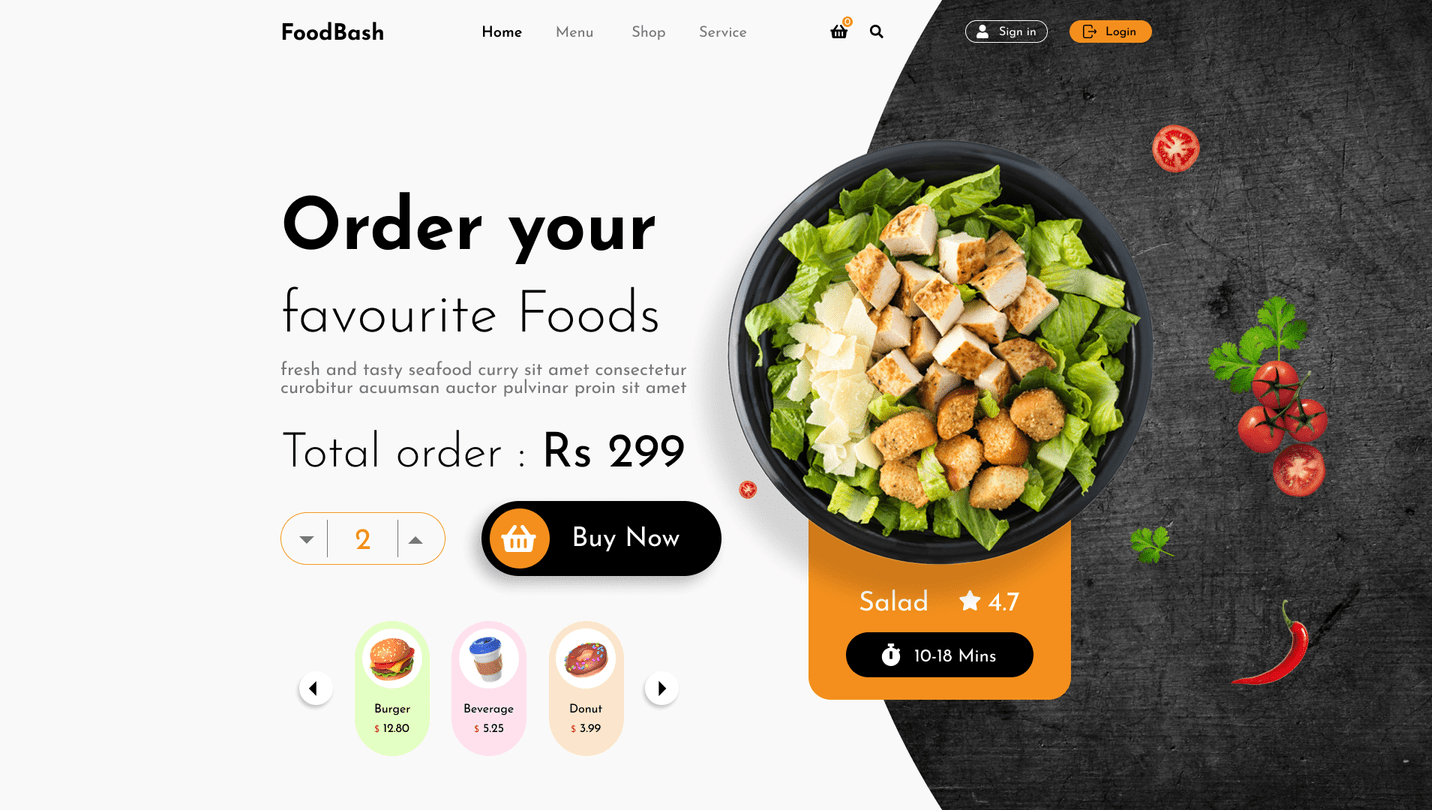 FoodBash
Home
Menu
Shop
Service
0
Sign in
Login
Order your
favourite Foods
fresh and tasty seafood curry sit amet consectetur
curobitur acuumsan auctor pulvinar proin sit amet
Total order : Rs 299
2
Buy Now
Salad
4.7
10-18 Mins
Burger
$ 12.80
Beverage
$ 5.25
Donut
$ 3.99